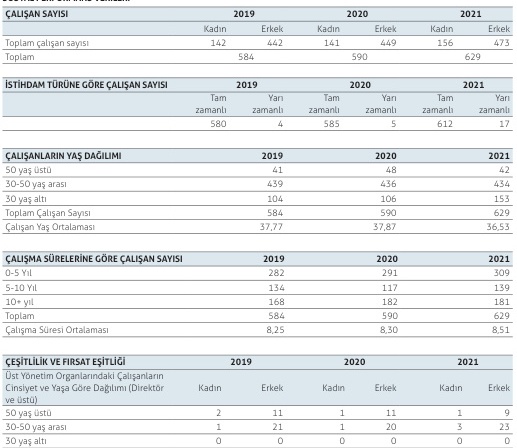 ÇALIŞAN SAYISI 2019 2020 2021
Kadın Erkek Kadın Erkek Kadın Erkek
Toplam çalışan sayısı 142 442 141 449 156 473
Toplam 584 590 629
İSTİHDAM TÜRÜNE GÖRE ÇALIŞAN SAYISI 2019 2020 2021
Tam Yarı Tam Yarı Tam Yarı
zamanlı zamanlı zamanlı zamanlı zamanlı zamanlı
580 4 585 5 612 17
ÇALIŞANLARIN YAŞ DAĞILIMI 2019 2020 2021
50 yaş üstü 41 48 42
30-50 yaş arası 439 436 434
30 yaş altı 104 106 153
Toplam Çalışan Sayısı 584 590 629
Çalışan Yaş Ortalaması 37,77 37,87 36,53
ÇALIŞMA SÜRELERİNE GÖRE ÇALIŞAN SAYISI 2019 2020 2021
0-5 Yıl 282 291 309
5-10 Yıl 134 117 139
10+ yıl 168 182 181
Toplam 584 590 629
Çalışma Süresi Ortalaması 8,25 8,30 8,51
ÇEŞİTLİLİK VE FIRSAT EŞİTLİĞİ 2019 2020 2021
Üst Yönetim Organlarındaki Çalışanların
Cinsiyet ve Yaşa Göre Dağılımı (Direktör Kadın Erkek Kadın Erkek Kadın Erkek
ve üstü)
50 yaş üstü 2 11 1 11 1 9
30-50 yaş arası 1 21 1 20 3 23
30 yaş altı 0 0 0 0 0 0